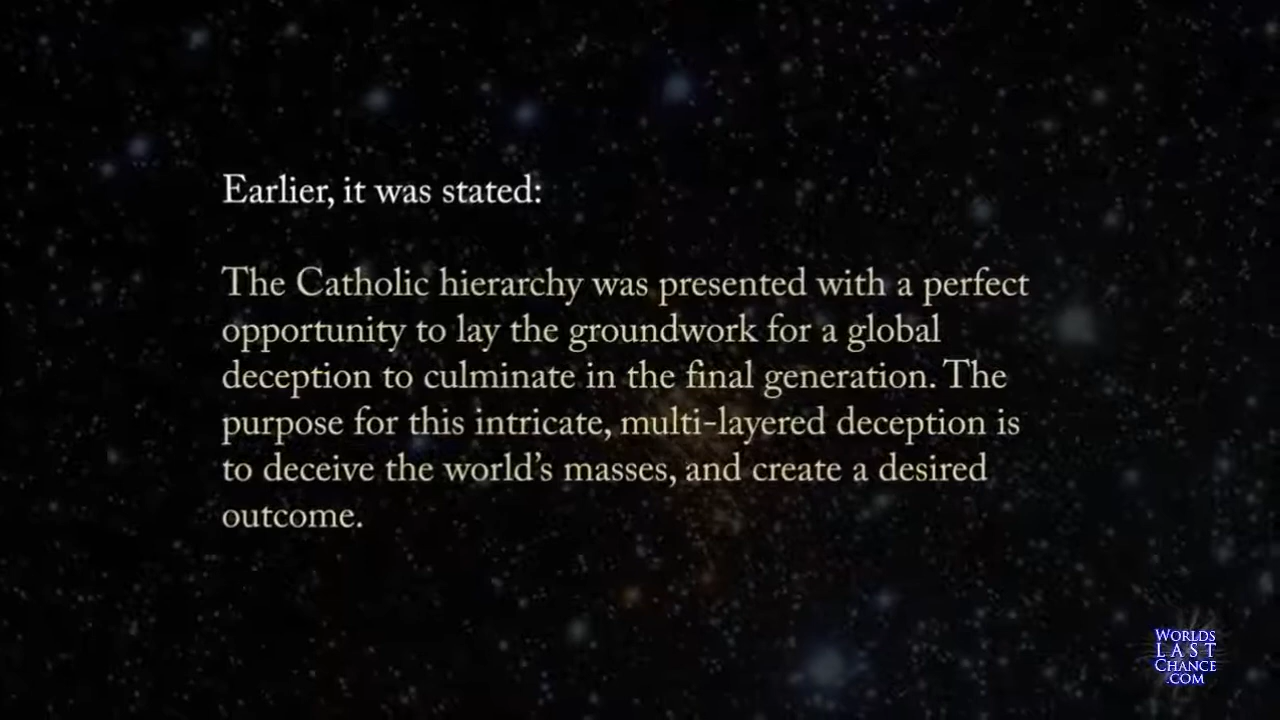 Earlier, it was stated:
The Catholic hierarchy was presented with a perfect
opportunity to lay the groundwork for a global
deception to culminate in the final generation. The
purpose for this intricate, multi-layered deception is
to deceive the world's masses, and create a desired
outcome.
WORLDS
LAST
CHANCE
.COM